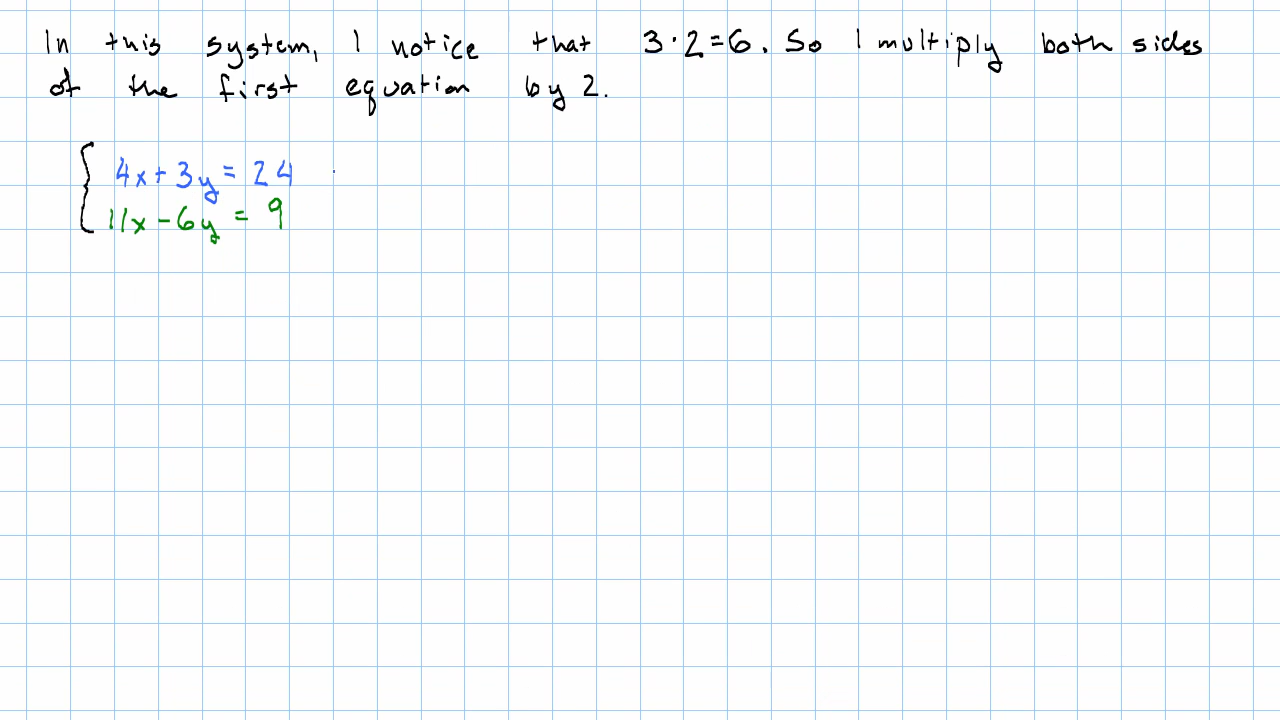 In this system, I notice that 3·2=6. So I multiply both sides
of the first equation by 2.
4x+3y=24
11x-6y=9